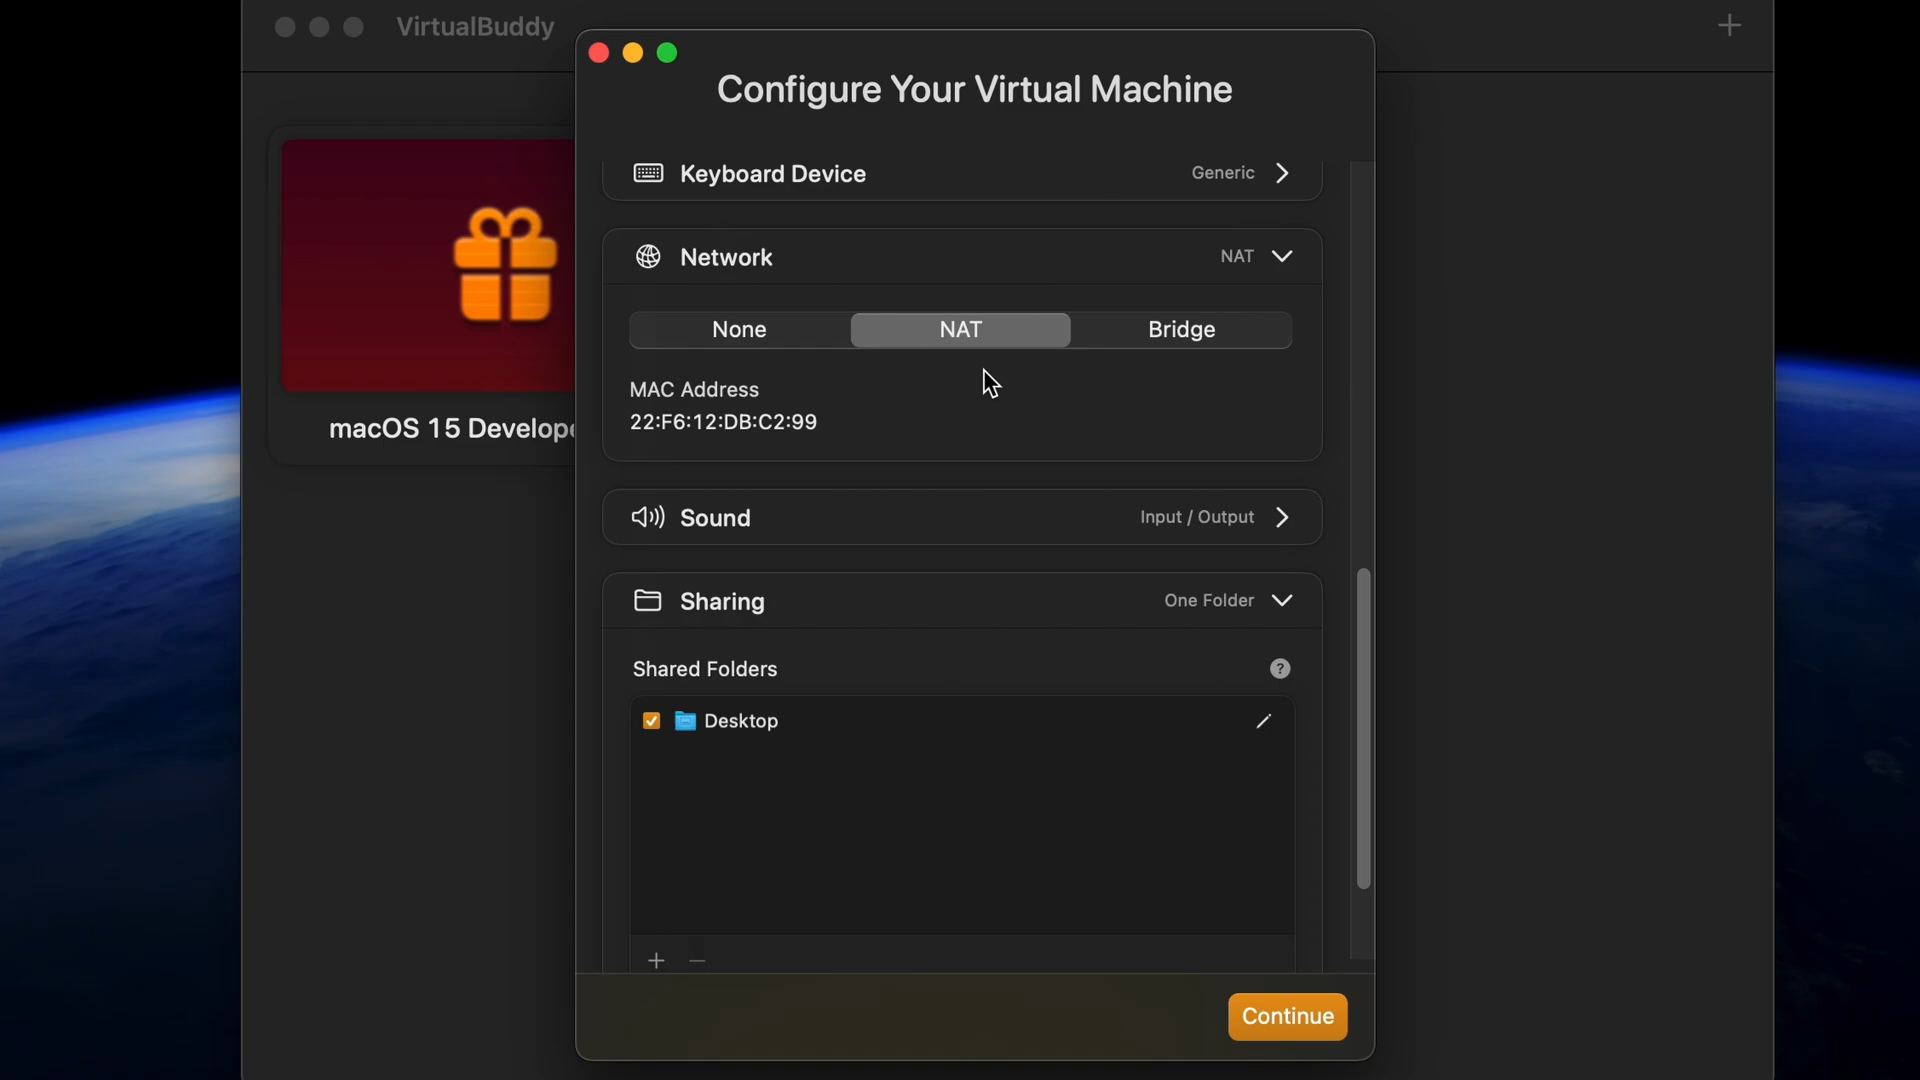 VirtualBuddy
Configure Your Virtual Machine
macOS 15 Develope
Keyboard Device
Generic
Network
NAT
None
NAT
Bridge
MAC Address
22:F6:12:DB:C2:99
Sound
Input / Output
Sharing
One Folder
Shared Folders
?
Desktop
Continue